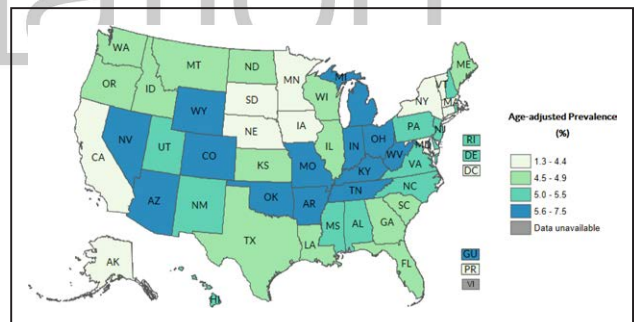 WA
MT
ND
MN
ME
VT
OR
ID
SD
WI
MI
NY
MA
WY
NE
IA
PA
NJ
RI
NV
UT
CO
IL
IN
OH
MD
DE
CA
KS
MO
WV
VA
DC
KY
AZ
NM
OK
AR
TN
NC
SC
TX
LA
MS
AL
GA
FL
AK
HI
GU
PR
VI
Age-adjusted Prevalence
(%)
1.3 - 4.4
4.5 - 4.9
5.0 - 5.5
5.6 - 7.5
Data unavailable